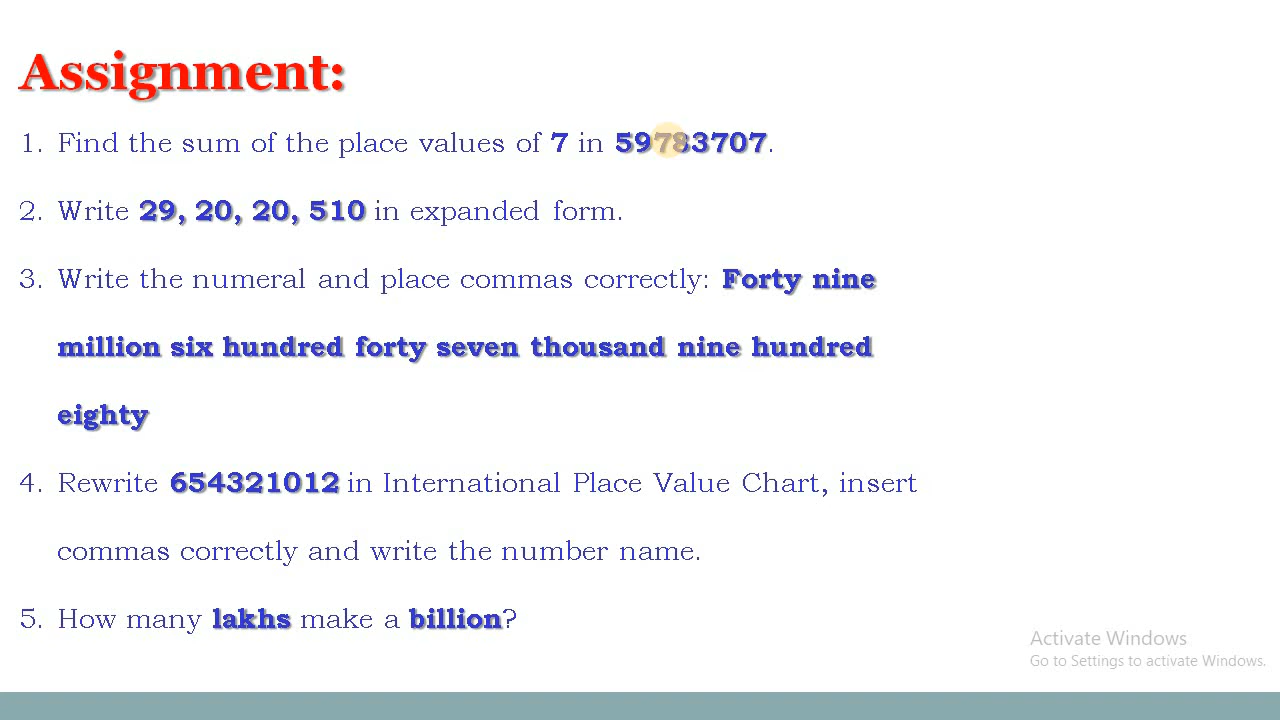 Assignment:
1. Find the sum of the place values of 7 in 59783707.
2. Write 29, 20, 20, 510 in expanded form.
3. Write the numeral and place commas correctly: Forty nine
million six hundred forty seven thousand nine hundred
eighty
4. Rewrite 654321012 in International Place Value Chart, insert
commas correctly and write the number name.
5. How many lakhs make a billion?
Activate Windows
Go to Settings to activate Windows.